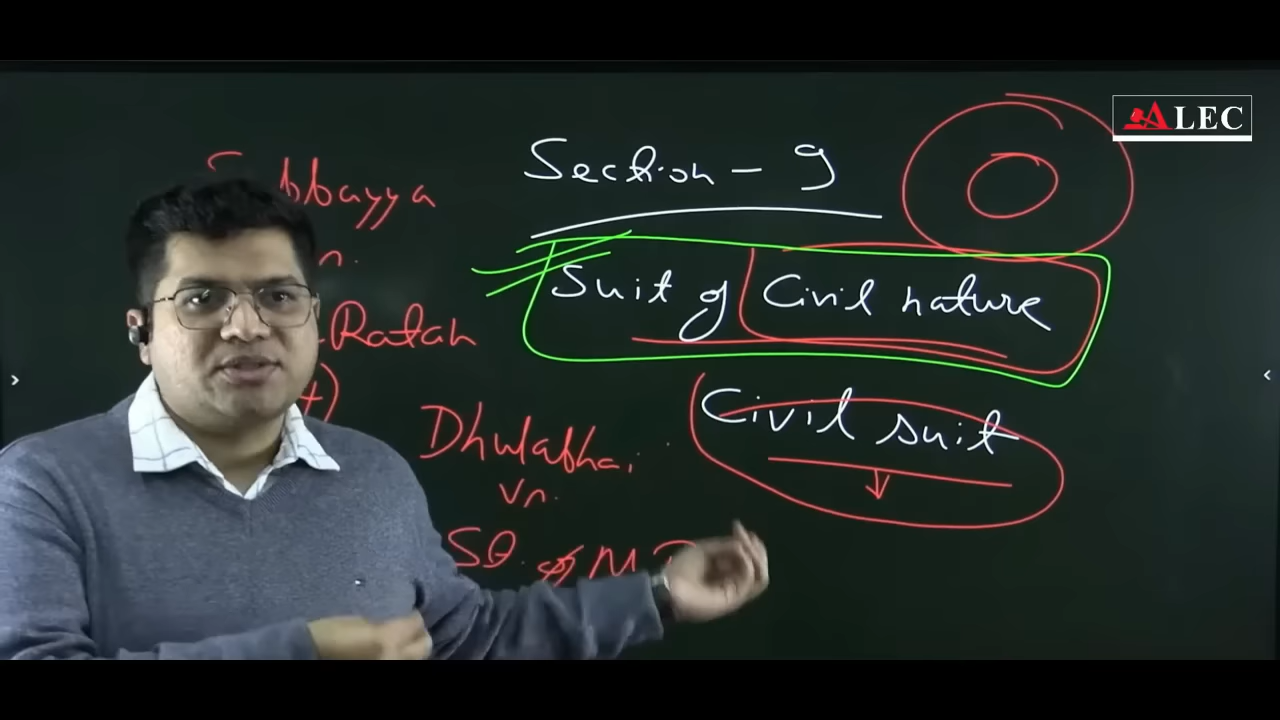 ALEC
Section - 9
Suit of Civil nature
Civil suit
bbayya
Ratan
Dhulabhai
Vs.
St. of M.P